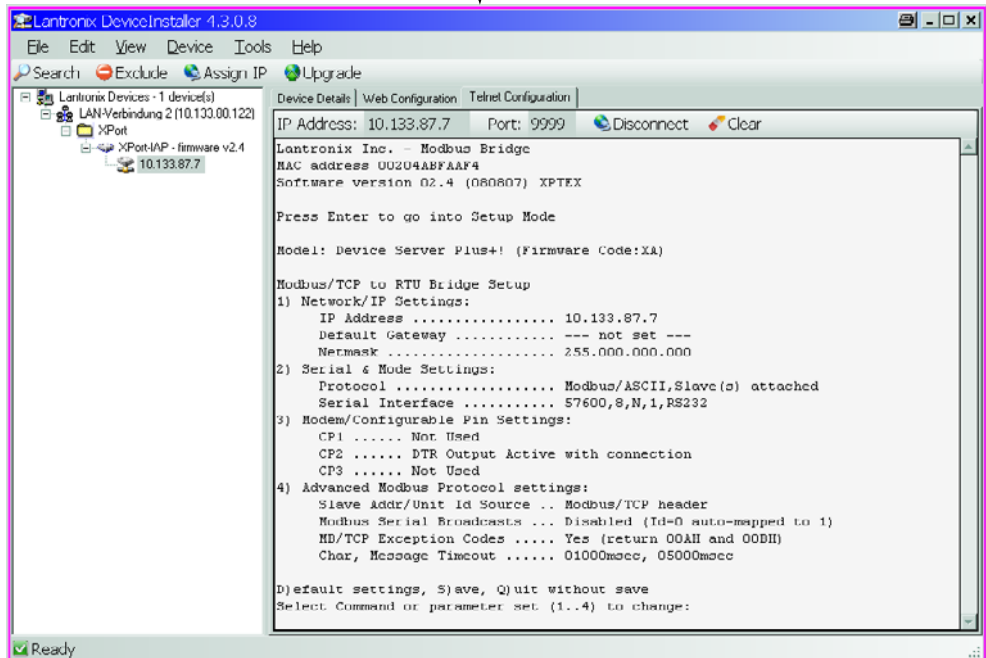 Lantronix DeviceInstaller 4.3.0.8
File Edit View Device Tools Help
Search Exclude Assign IP Upgrade
Lantronix Devices - 1 device(s)
LAN-Verbindung 2 (10.133.00.122)
XPort
XPort-IAP - firmware v2.4
10.133.87.7
Device Details Web Configuration Telnet Configuration
IP Address: 10.133.87.7 Port: 9999 Disconnect Clear
Lantronix Inc. - Modbus Bridge
MAC address 00204ABFAAF4
Software version 02.4 (080807) XPTEX
Press Enter to go into Setup Mode
Model: Device Server Plus+! (Firmware Code:XA)
Modbus/TCP to RTU Bridge Setup
1) Network/IP Settings:
IP Address ................. 10.133.87.7
Default Gateway ............ --- not set ---
Netmask .................... 255.000.000.000
2) Serial & Mode Settings:
Protocol ................... Modbus/ASCII,Slave(s) attached
Serial Interface ........... 57600,8,N,1,RS232
3) Modem/Configurable Pin Settings:
CP1 ...... Not Used
CP2 ...... DTR Output Active with connection
CP3 ...... Not Used
4) Advanced Modbus Protocol settings:
Slave Addr/Unit Id Source .. Modbus/TCP header
Modbus Serial Broadcasts ... Disabled (Id=0 auto-mapped to 1)
MB/TCP Exception Codes ..... Yes (return 00AH and 00BH)
Char, Message Timeout ...... 01000msec, 05000msec
D)efault settings, S)ave, Q)uit without save
Select Command or parameter set (1..4) to change:
Ready